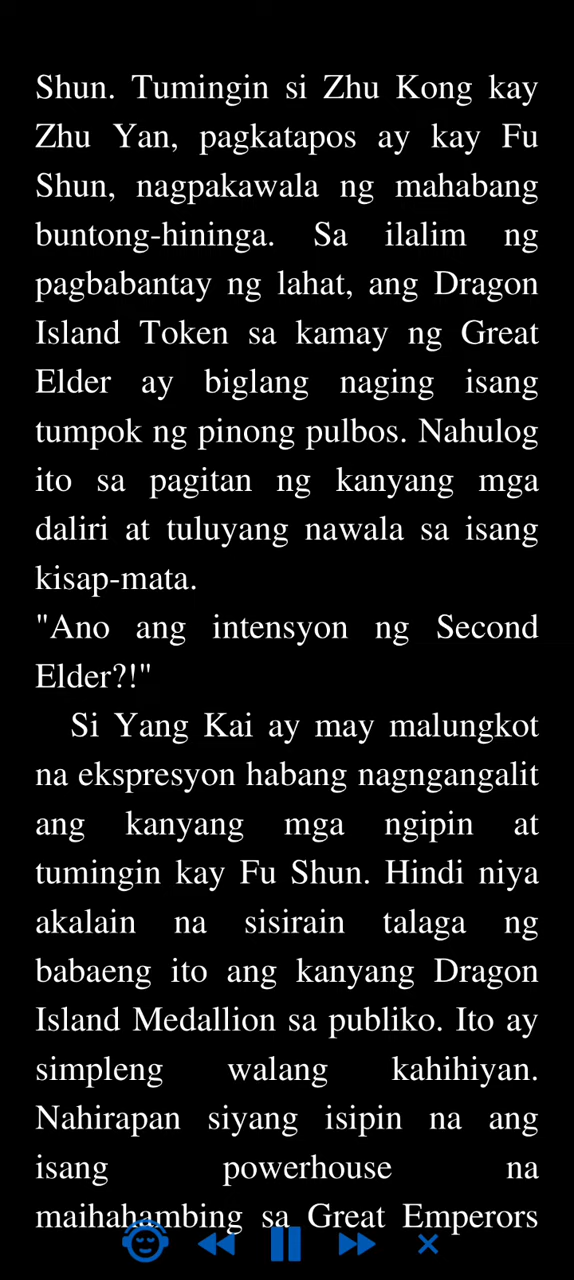 Shun. Tumingin si Zhu Kong kay
Zhu Yan, pagkatapos ay kay Fu
Shun, nagpakawala ng mahabang
buntong-hininga. Sa ilalim ng
pagbabantay ng lahat, ang Dragon
Island Token sa kamay ng Great
Elder ay biglang naging isang
tumpok ng pinong pulbos. Nahulog
ito sa pagitan ng kanyang mga
daliri at tuluyang nawala sa isang
kisap-mata.
"Ano ang intensyon ng Second
Elder?!"
Si Yang Kai ay may malungkot
na ekspresyon habang nagngangalit
ang kanyang mga ngipin at
tumingin kay Fu Shun. Hindi niya
akalain na sisirain talaga ng
babaeng ito ang kanyang Dragon
Island Medallion sa publiko. Ito ay
simpleng walang kahihiyan.
Nahirapan siyang isipin na ang
isang powerhouse na
maihahambing sa Great Emperors